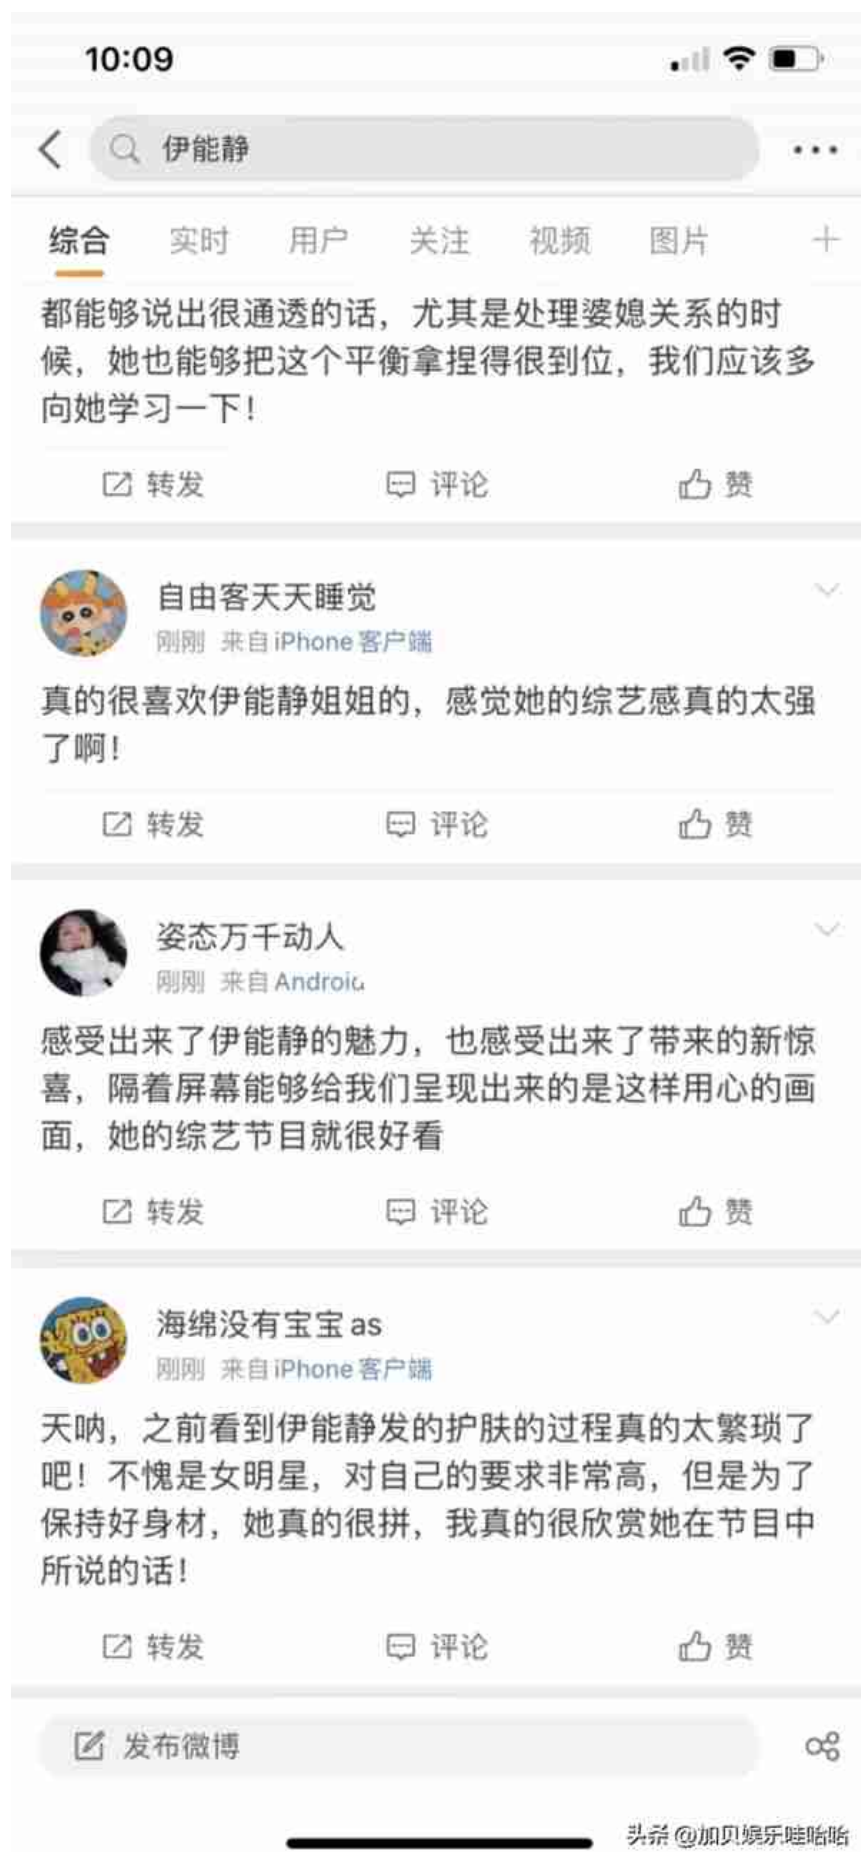 10:09
伊能静
综合 实时 用户 关注 视频 图片
都能够说出很通透的话，尤其是处理婆媳关系的时
候，她也能够把这个平衡拿捏得很到位，我们应该多
向她学习一下！
转发 评论 赞
自由客天天睡觉
刚刚 来自 iPhone客户端
真的很喜欢伊能静姐姐的，感觉她的综艺感真的太强
了啊！
转发 评论 赞
姿态万千动人
刚刚 来自 Android
感受出来了伊能静的魅力，也感受出来了带来的新惊
喜，隔着屏幕能够给我们呈现出来的是这样用心的画
面，她的综艺节目就很好看
转发 评论 赞
海绵没有宝宝as
刚刚 来自 iPhone客户端
天呐，之前看到伊能静发的护肤的过程真的太繁琐了
吧！不愧是女明星，对自己的要求非常高，但是为了
保持好身材，她真的很拼，我真的很欣赏她在节目中
所说的话！
转发 评论 赞
发布微博
头条 @加贝娱乐哇哈哈